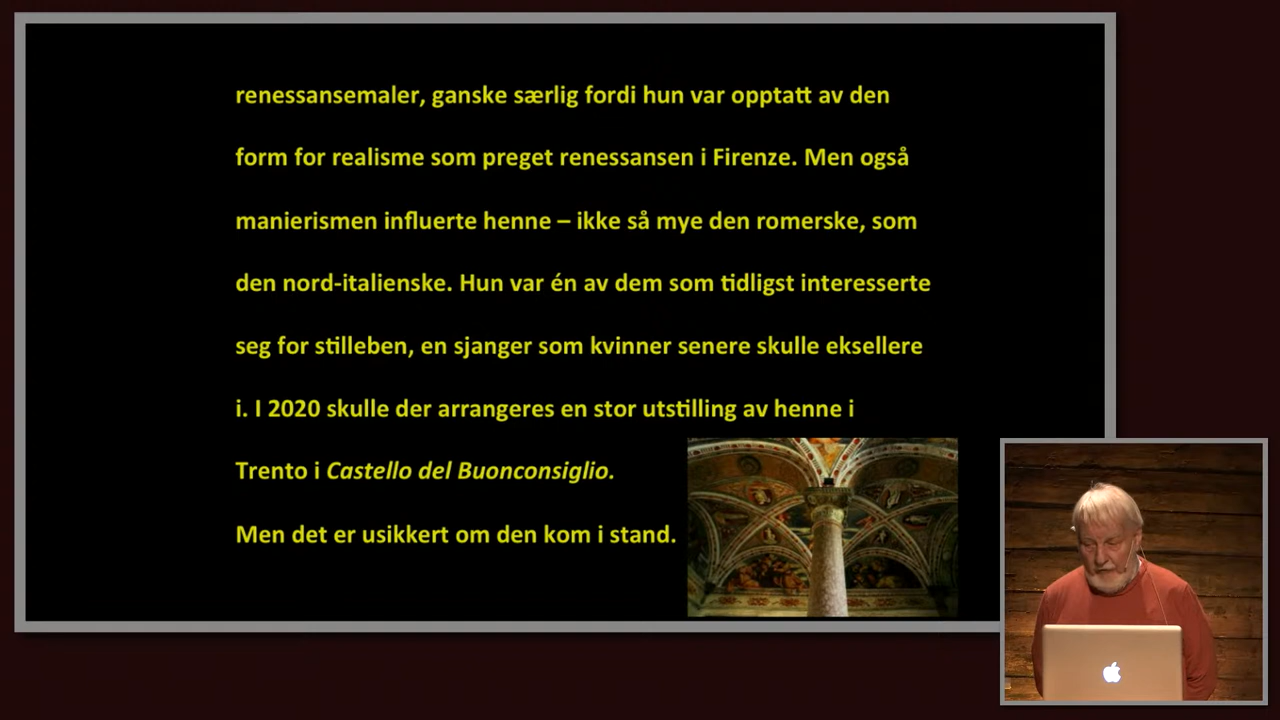 renessansemaler, ganske særlig fordi hun var opptatt av den
form for realisme som preget renessansen i Firenze. Men også
manierismen influerte henne – ikke så mye den romerske, som
den nord-italienske. Hun var én av dem som tidligst interesserte
seg for stilleben, en sjanger som kvinner senere skulle eksellere
i. I 2020 skulle der arrangeres en stor utstilling av henne i
Trento i Castello del Buonconsiglio.
Men det er usikkert om den kom i stand.